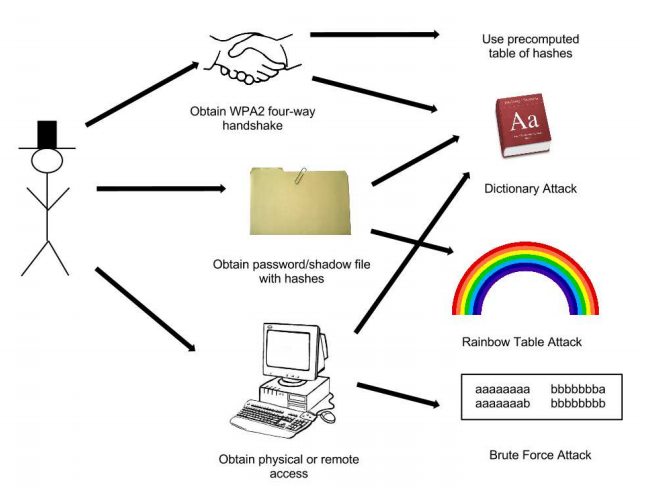 Use precomputed
table of hashes
Obtain WPA2 four-way
handshake
Aa
Dictionary Attack
Obtain password/shadow file
with hashes
Rainbow Table Attack
aaaaaaaa bbbbbbba
aaaaaaab bbbbbbbb
Obtain physical or remote
access
Brute Force Attack